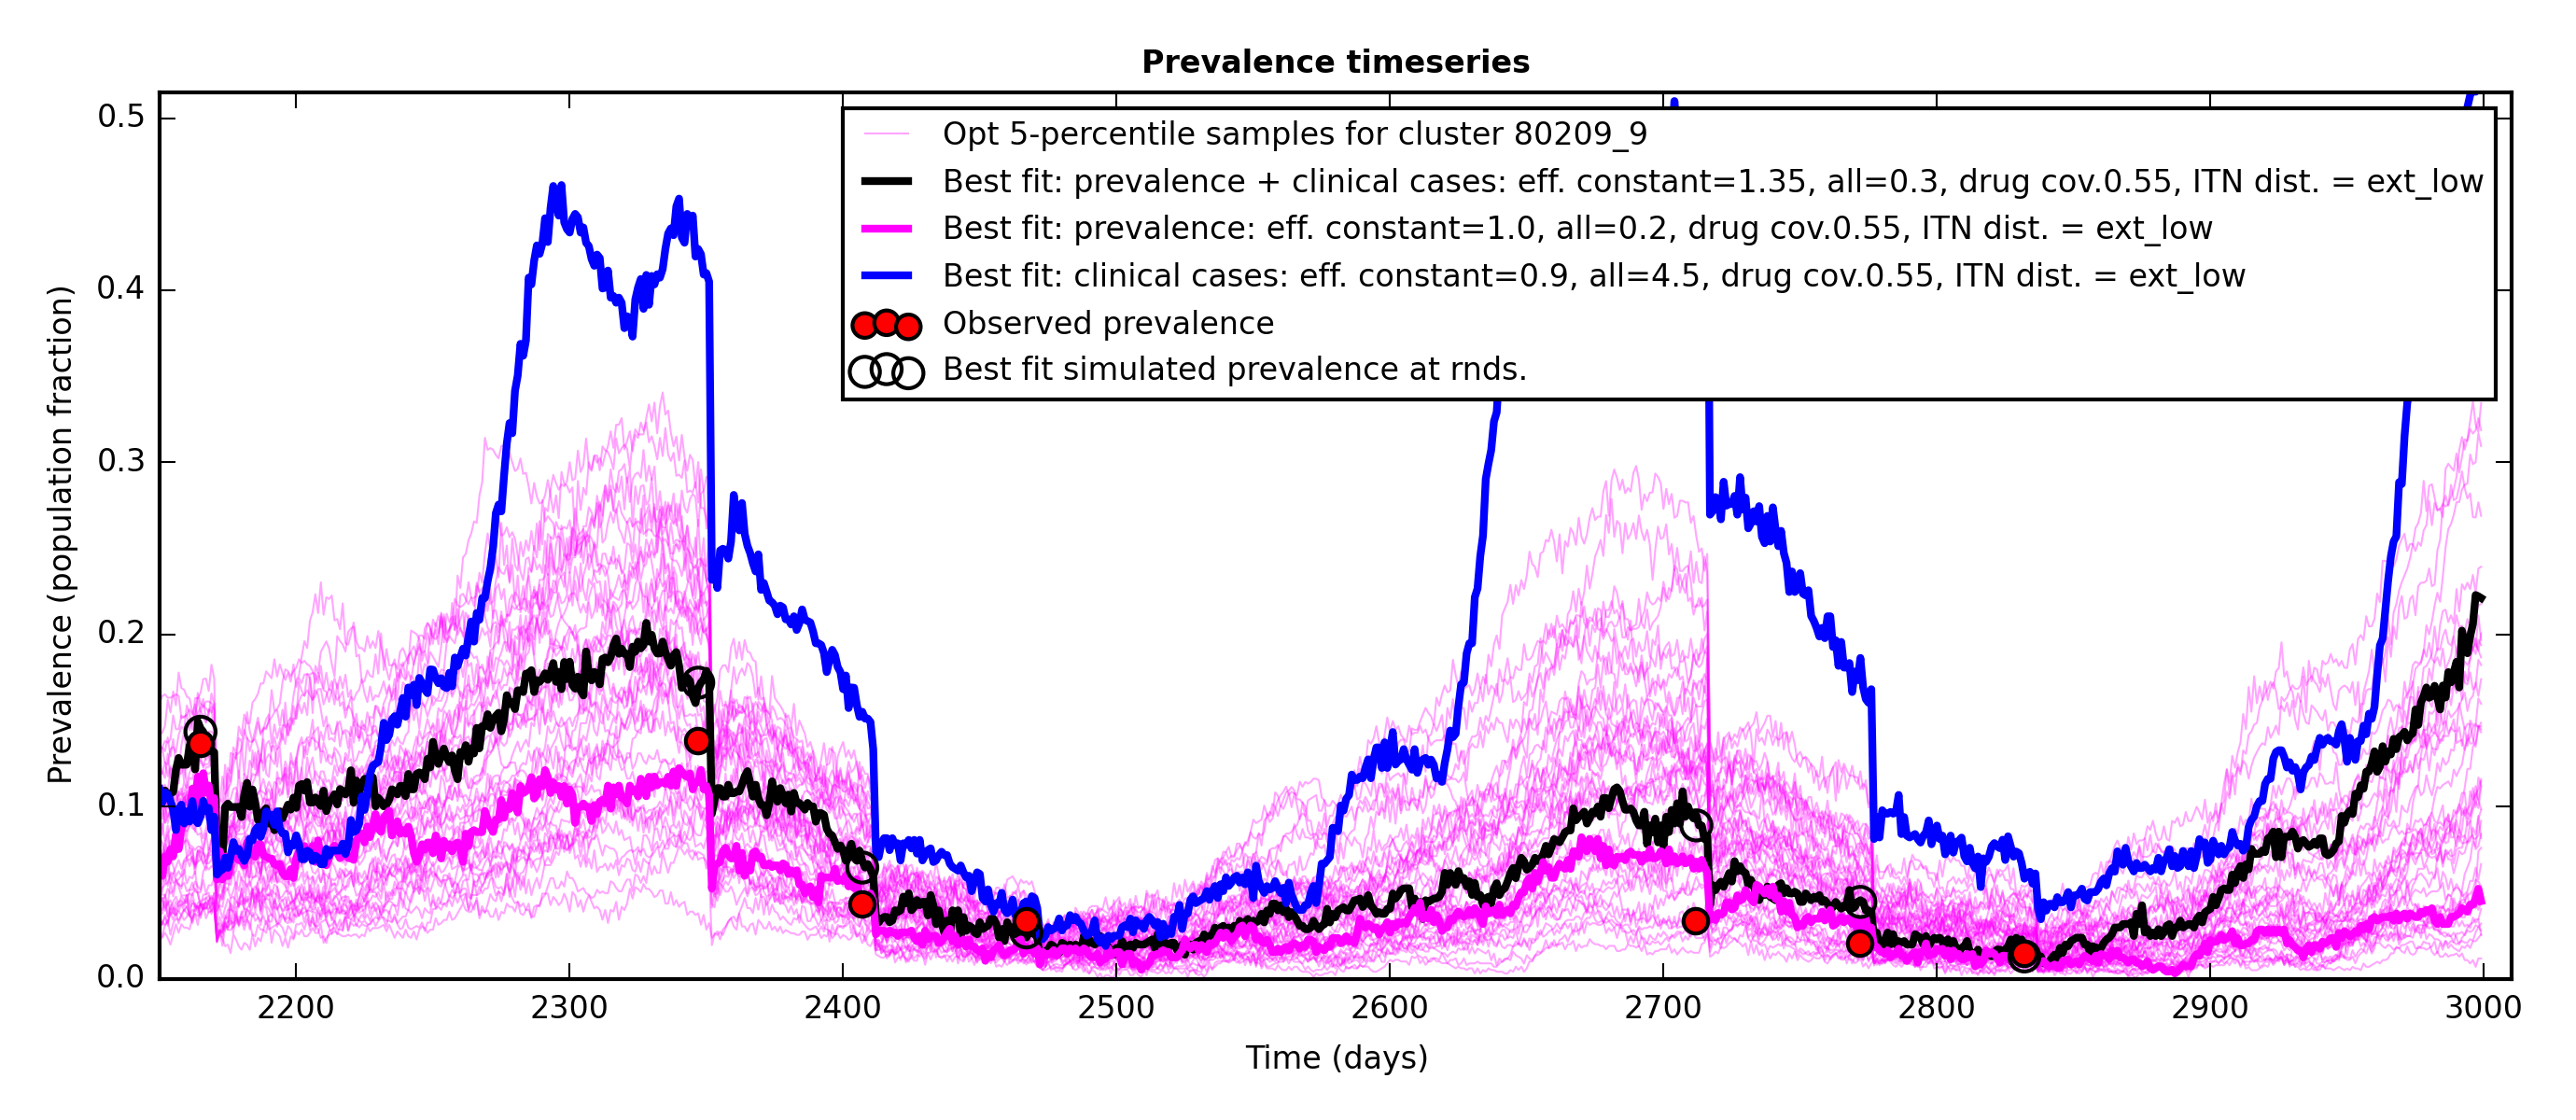 Prevalence timeseries
0.5
0.4
0.3
0.2
0.1
0.0
Prevalence (population fraction)
Opt 5-percentile samples for cluster 80209_9
Best fit: prevalence + clinical cases: eff. constant=1.35, all=0.3, drug cov.0.55, ITN dist. = ext_low
Best fit: prevalence: eff. constant=1.0, all=0.2, drug cov.0.55, ITN dist. = ext_low
Best fit: clinical cases: eff. constant=0.9, all=4.5, drug cov.0.55, ITN dist. = ext_low
Observed prevalence
Best fit simulated prevalence at rnds.
2200 2300 2400 2500 2600 2700 2800 2900 3000
Time (days)